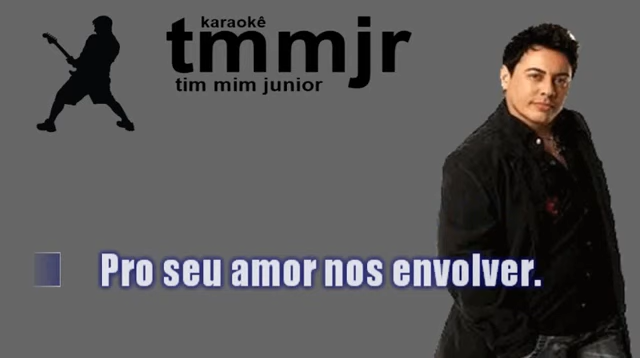 karaokê
tmmjr
tim mim junior
Pro seu amor nos envolver.